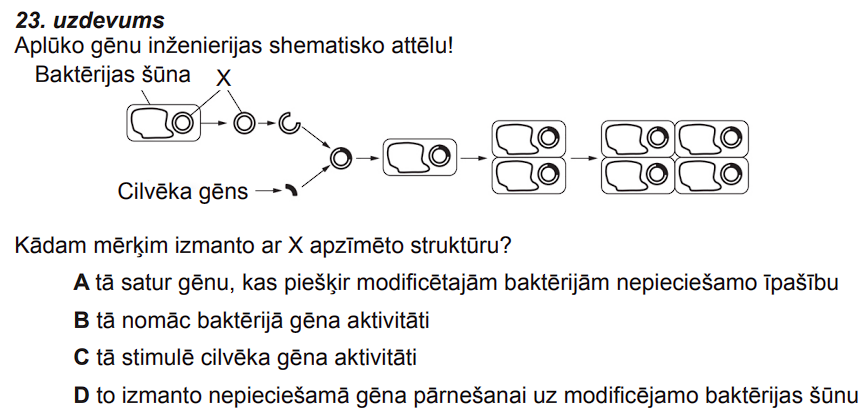 23. uzdevums
Aplūko gēnu inženierijas shematisko attēlu!
Baktērijas šūna X
Cilvēka gēns
Kādam mērķim izmanto ar X apzīmēto struktūru?
A tā satur gēnu, kas piešķir modificētajām baktērijām nepieciešamo īpašību
B tā nomāc baktērijā gēna aktivitāti
C tā stimulē cilvēka gēna aktivitāti
D to izmanto nepieciešamā gēna pārnešanai uz modificējamo baktērijas šūnu